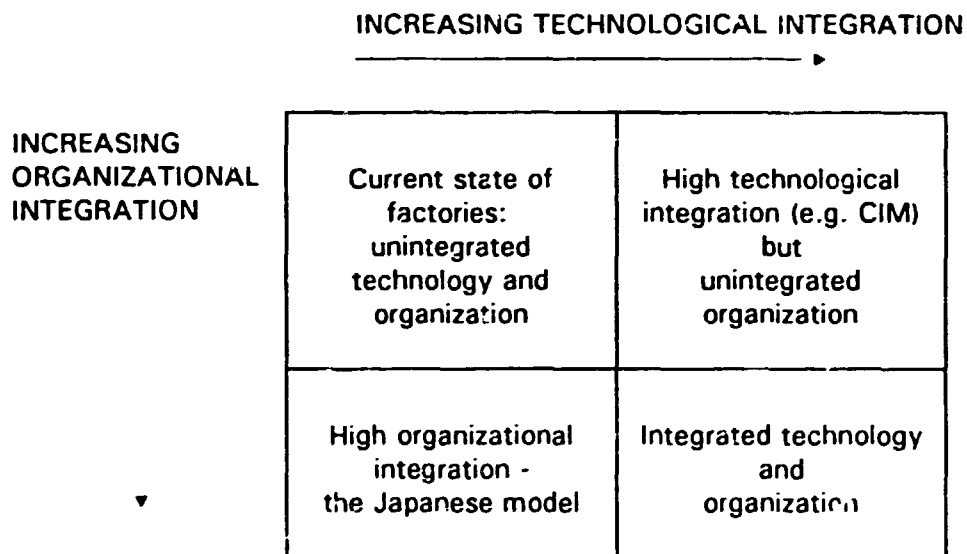 INCREASING TECHNOLOGICAL INTEGRATION
INCREASING
ORGANIZATIONAL
INTEGRATION
Current state of
factories:
unintegrated
technology and
organization
High technological
integration (e.g. CIM)
but
unintegrated
organization
High organizational
integration -
the Japanese model
Integrated technology
and
organization